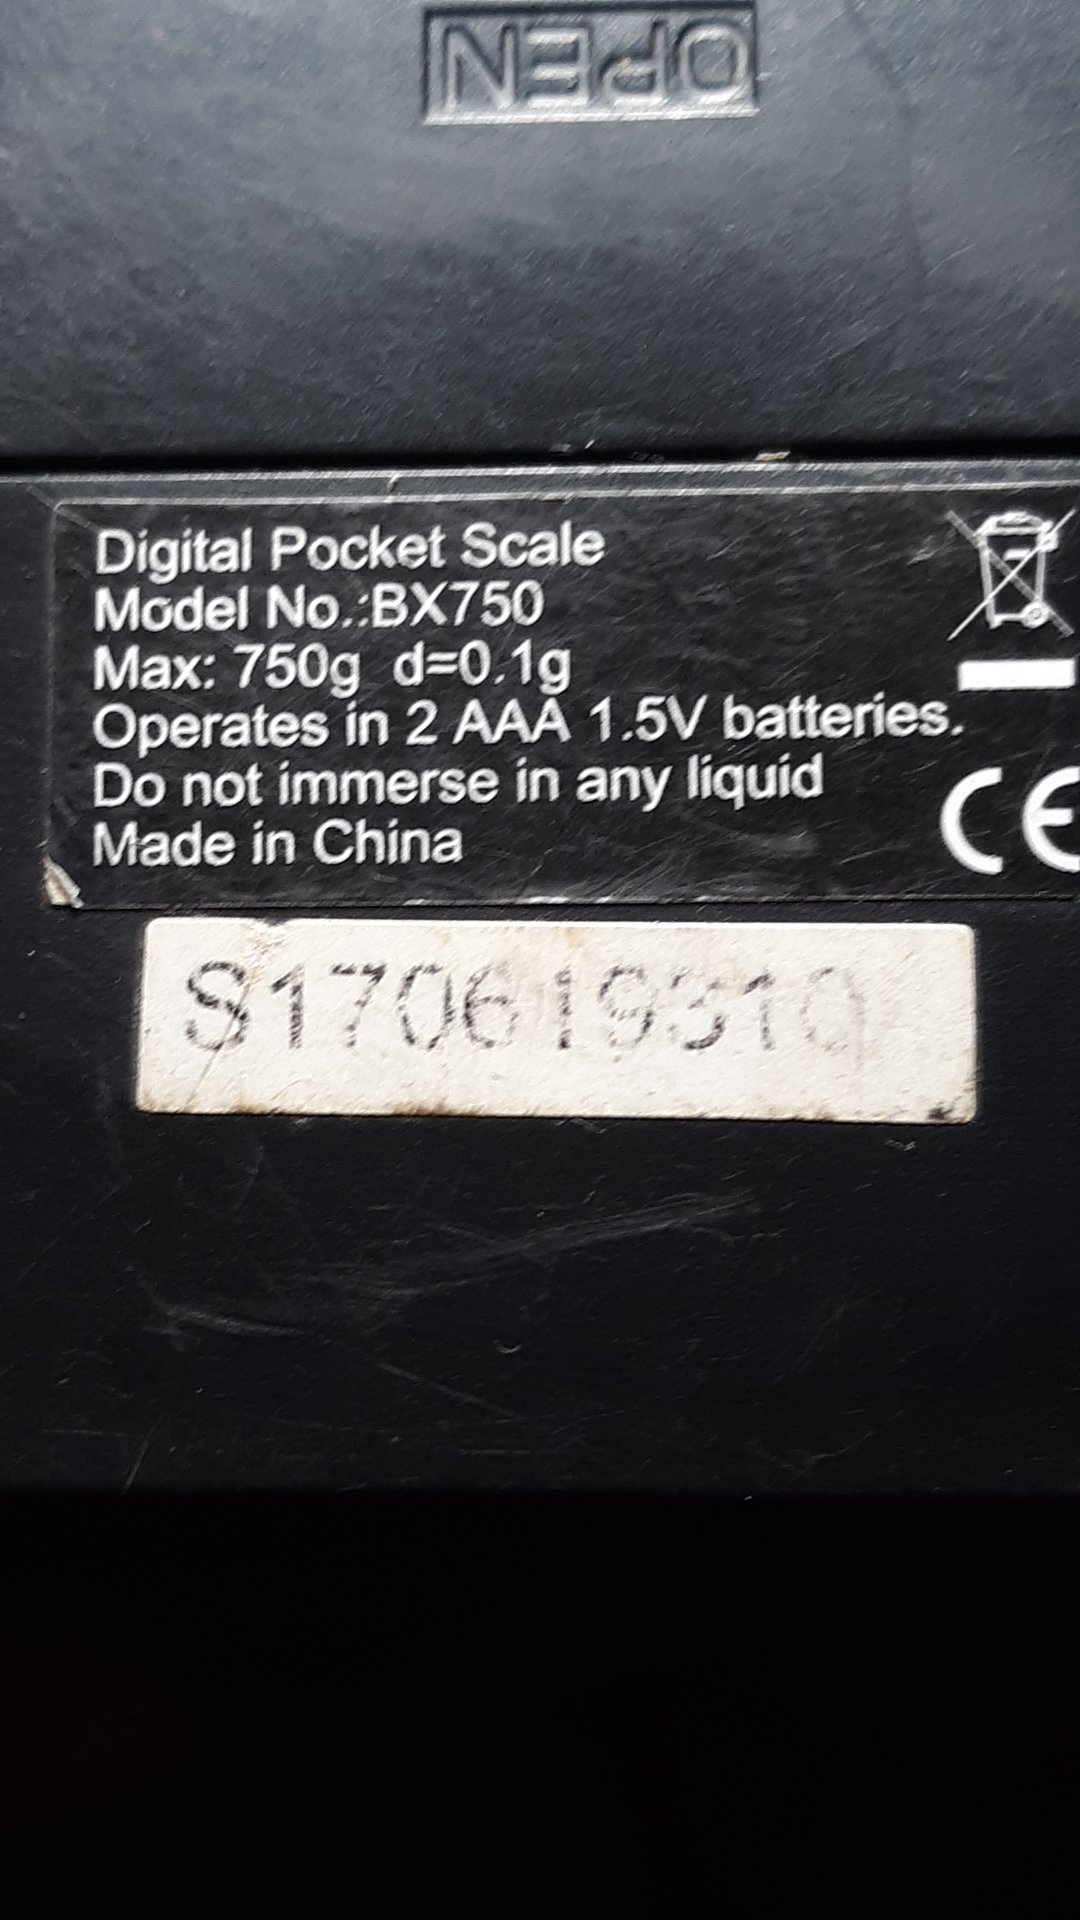 OPEN
Digital Pocket Scale
Model No.:BX750
Max: 750g d=0.1g
Operates in 2 AAA 1.5V batteries.
Do not immerse in any liquid
Made in China
CE
S170619310